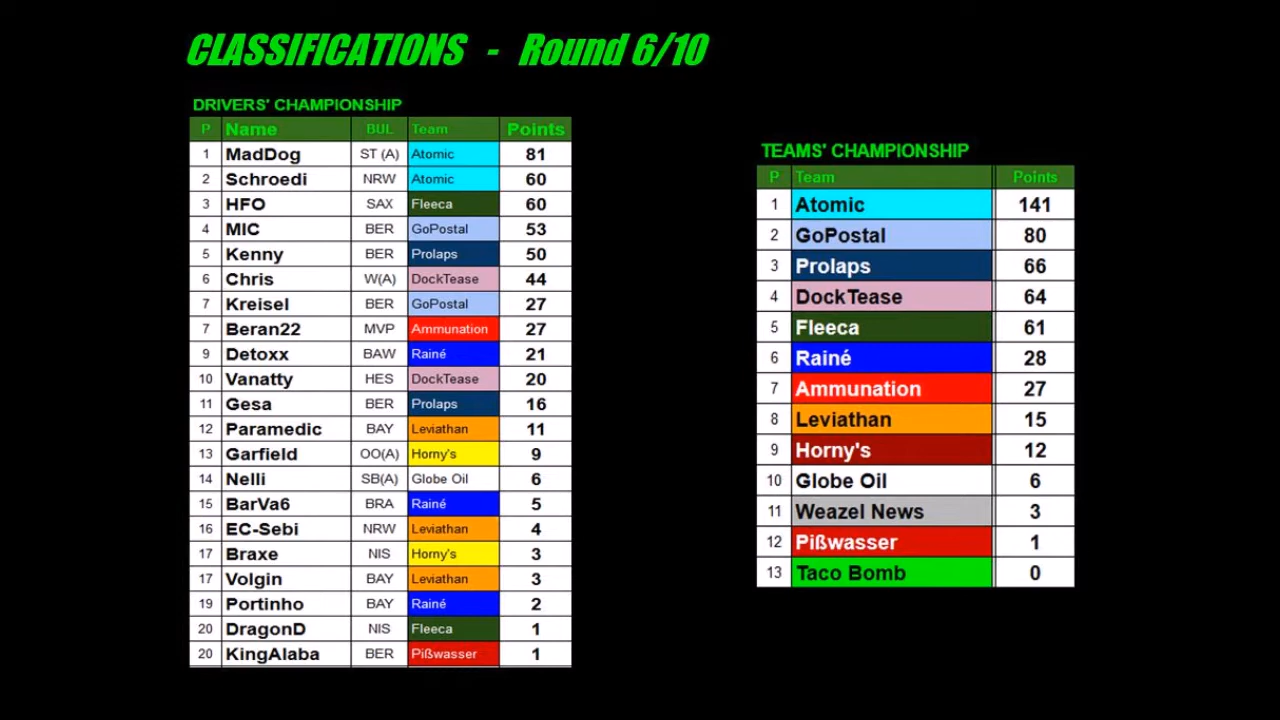 CLASSIFICATIONS - Round 6/10
DRIVERS' CHAMPIONSHIP
P Name BUL Team Points
1 MadDog ST (A) Atomic 81
2 Schroedi NRW Atomic 60
3 HFO SAX Fleeca 60
4 MIC BER GoPostal 53
5 Kenny BER Prolaps 50
6 Chris W(A) DockTease 44
7 Kreisel BER GoPostal 27
7 Beran22 MVP Ammunation 27
9 Detoxx BAW Rainé 21
10 Vanatty HES DockTease 20
11 Gesa BER Prolaps 16
12 Paramedic BAY Leviathan 11
13 Garfield OO(A) Horny's 9
14 Nelli SB(A) Globe Oil 6
15 BarVa6 BRA Rainé 5
16 EC-Sebi NRW Leviathan 4
17 Braxe NIS Horny's 3
17 Volgin BAY Leviathan 3
19 Portinho BAY Rainé 2
20 DragonD NIS Fleeca 1
20 KingAlaba BER Pißwasser 1
TEAMS' CHAMPIONSHIP
P Team Points
1 Atomic 141
2 GoPostal 80
3 Prolaps 66
4 DockTease 64
5 Fleeca 61
6 Rainé 28
7 Ammunation 27
8 Leviathan 15
9 Horny's 12
10 Globe Oil 6
11 Weazel News 3
12 Pißwasser 1
13 Taco Bomb 0